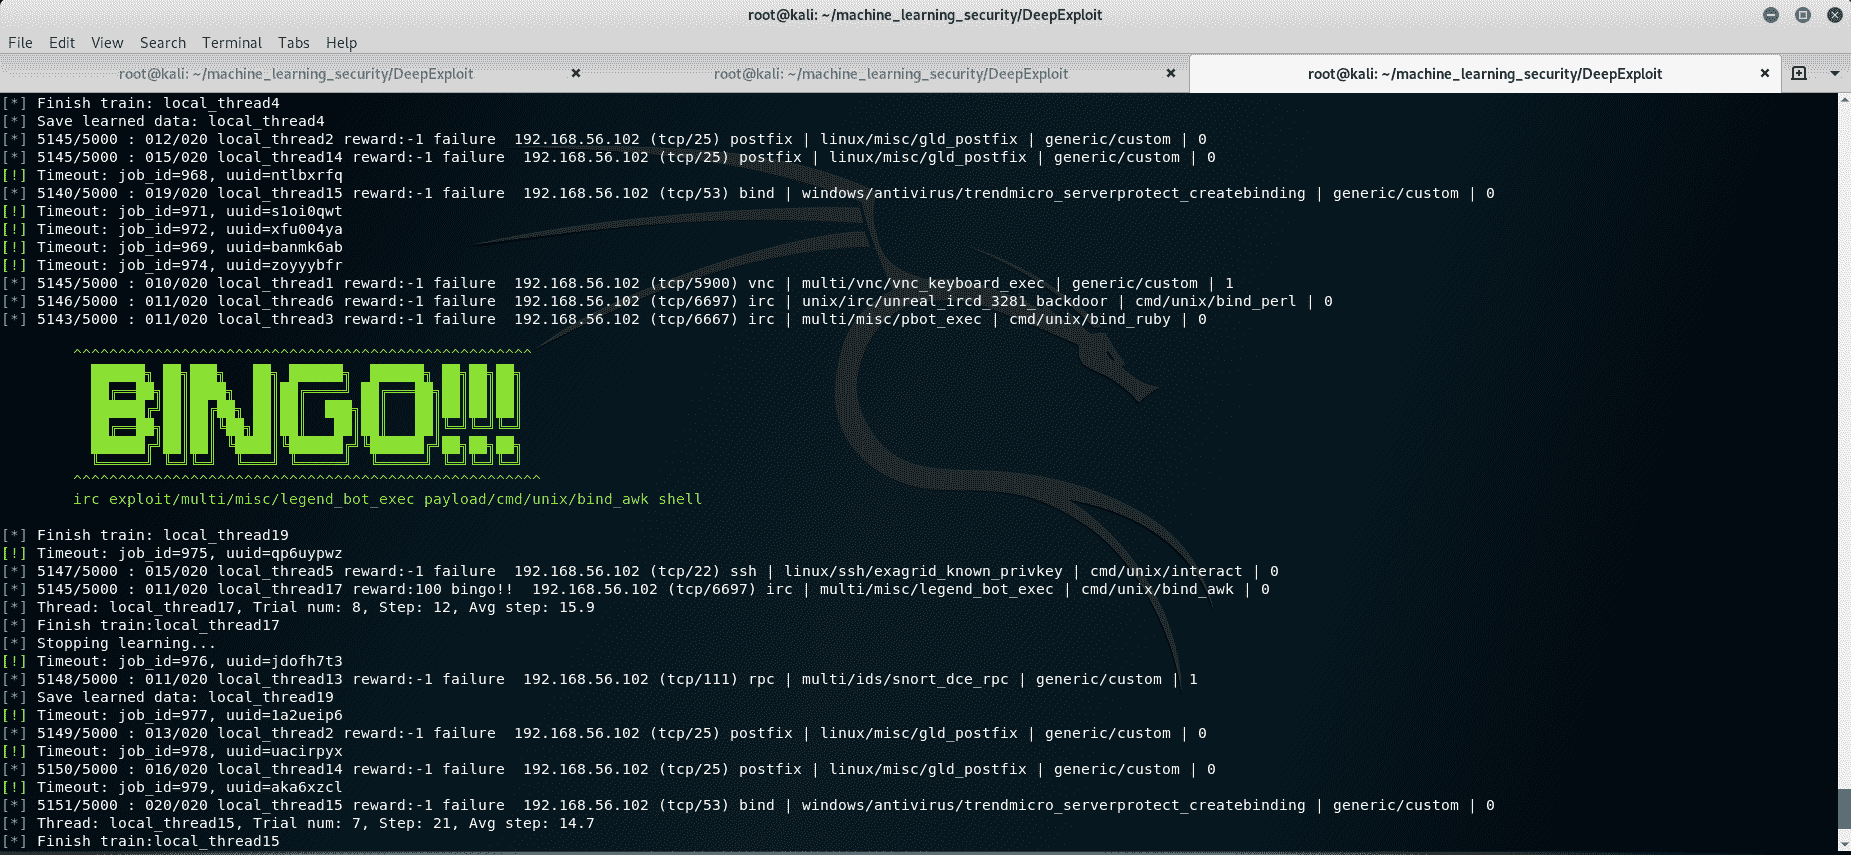 root@kali: ~/machine_learning_security/DeepExploit
File Edit View Search Terminal Tabs Help
root@kali: ~/machine_learning_security/DeepExploit root@kali: ~/machine_learning_security/DeepExploit root@kali: ~/machine_learning_security/DeepExploit
[*] Finish train: local_thread4
[*] Save learned data: local_thread4
[*] 5145/5000 : 012/020 local_thread2 reward:-1 failure 192.168.56.102 (tcp/25) postfix | linux/misc/gld_postfix | generic/custom | 0
[*] 5145/5000 : 015/020 local_thread14 reward:-1 failure 192.168.56.102 (tcp/25) postfix | linux/misc/gld_postfix | generic/custom | 0
[!] Timeout: job_id=968, uuid=ntlbxrfq
[*] 5140/5000 : 019/020 local_thread15 reward:-1 failure 192.168.56.102 (tcp/53) bind | windows/antivirus/trendmicro_serverprotect_createbinding | generic/custom | 0
[!] Timeout: job_id=971, uuid=s1oi0qwt
[!] Timeout: job_id=972, uuid=xfu004ya
[!] Timeout: job_id=969, uuid=banmk6ab
[!] Timeout: job_id=974, uuid=zoyyybfr
[*] 5145/5000 : 010/020 local_thread1 reward:-1 failure 192.168.56.102 (tcp/5900) vnc | multi/vnc/vnc_keyboard_exec | generic/custom | 1
[*] 5146/5000 : 011/020 local_thread6 reward:-1 failure 192.168.56.102 (tcp/6697) irc | unix/irc/unreal_ircd_3281_backdoor | cmd/unix/bind_perl | 0
[*] 5143/5000 : 011/020 local_thread3 reward:-1 failure 192.168.56.102 (tcp/6667) irc | multi/misc/pbot_exec | cmd/unix/bind_ruby | 0
^^^^^^^^^^^^^^^^^^^^^^^^^^^^^^^^^^^^^^^^^^^^^^^^^^^
BINGO!!!
^^^^^^^^^^^^^^^^^^^^^^^^^^^^^^^^^^^^^^^^^^^^^^^^^^^^
irc exploit/multi/misc/legend_bot_exec payload/cmd/unix/bind_awk shell
[*] Finish train: local_thread19
[!] Timeout: job_id=975, uuid=qp6uypwz
[*] 5147/5000 : 015/020 local_thread5 reward:-1 failure 192.168.56.102 (tcp/22) ssh | linux/ssh/exagrid_known_privkey | cmd/unix/interact | 0
[*] 5145/5000 : 011/020 local_thread17 reward:100 bingo!! 192.168.56.102 (tcp/6697) irc | multi/misc/legend_bot_exec | cmd/unix/bind_awk | 0
[*] Thread: local_thread17, Trial num: 8, Step: 12, Avg step: 15.9
[*] Finish train:local_thread17
[*] Stopping learning...
[!] Timeout: job_id=976, uuid=jdofh7t3
[*] 5148/5000 : 011/020 local_thread13 reward:-1 failure 192.168.56.102 (tcp/111) rpc | multi/ids/snort_dce_rpc | generic/custom | 1
[*] Save learned data: local_thread19
[!] Timeout: job_id=977, uuid=1a2ueip6
[*] 5149/5000 : 013/020 local_thread2 reward:-1 failure 192.168.56.102 (tcp/25) postfix | linux/misc/gld_postfix | generic/custom | 0
[!] Timeout: job_id=978, uuid=uacirpyx
[*] 5150/5000 : 016/020 local_thread14 reward:-1 failure 192.168.56.102 (tcp/25) postfix | linux/misc/gld_postfix | generic/custom | 0
[!] Timeout: job_id=979, uuid=aka6xzcl
[*] 5151/5000 : 020/020 local_thread15 reward:-1 failure 192.168.56.102 (tcp/53) bind | windows/antivirus/trendmicro_serverprotect_createbinding | generic/custom | 0
[*] Thread: local_thread15, Trial num: 7, Step: 21, Avg step: 14.7
[*] Finish train:local_thread15